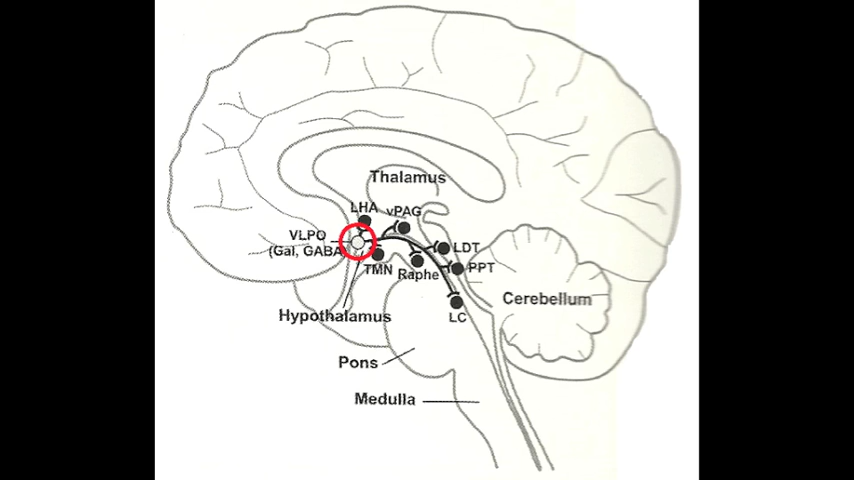 Thalamus
LHA
vPAG
VLPO
(Gal, GABA)
LDT
TMN
Raphe
PPT
Cerebellum
Hypothalamus
LC
Pons
Medulla